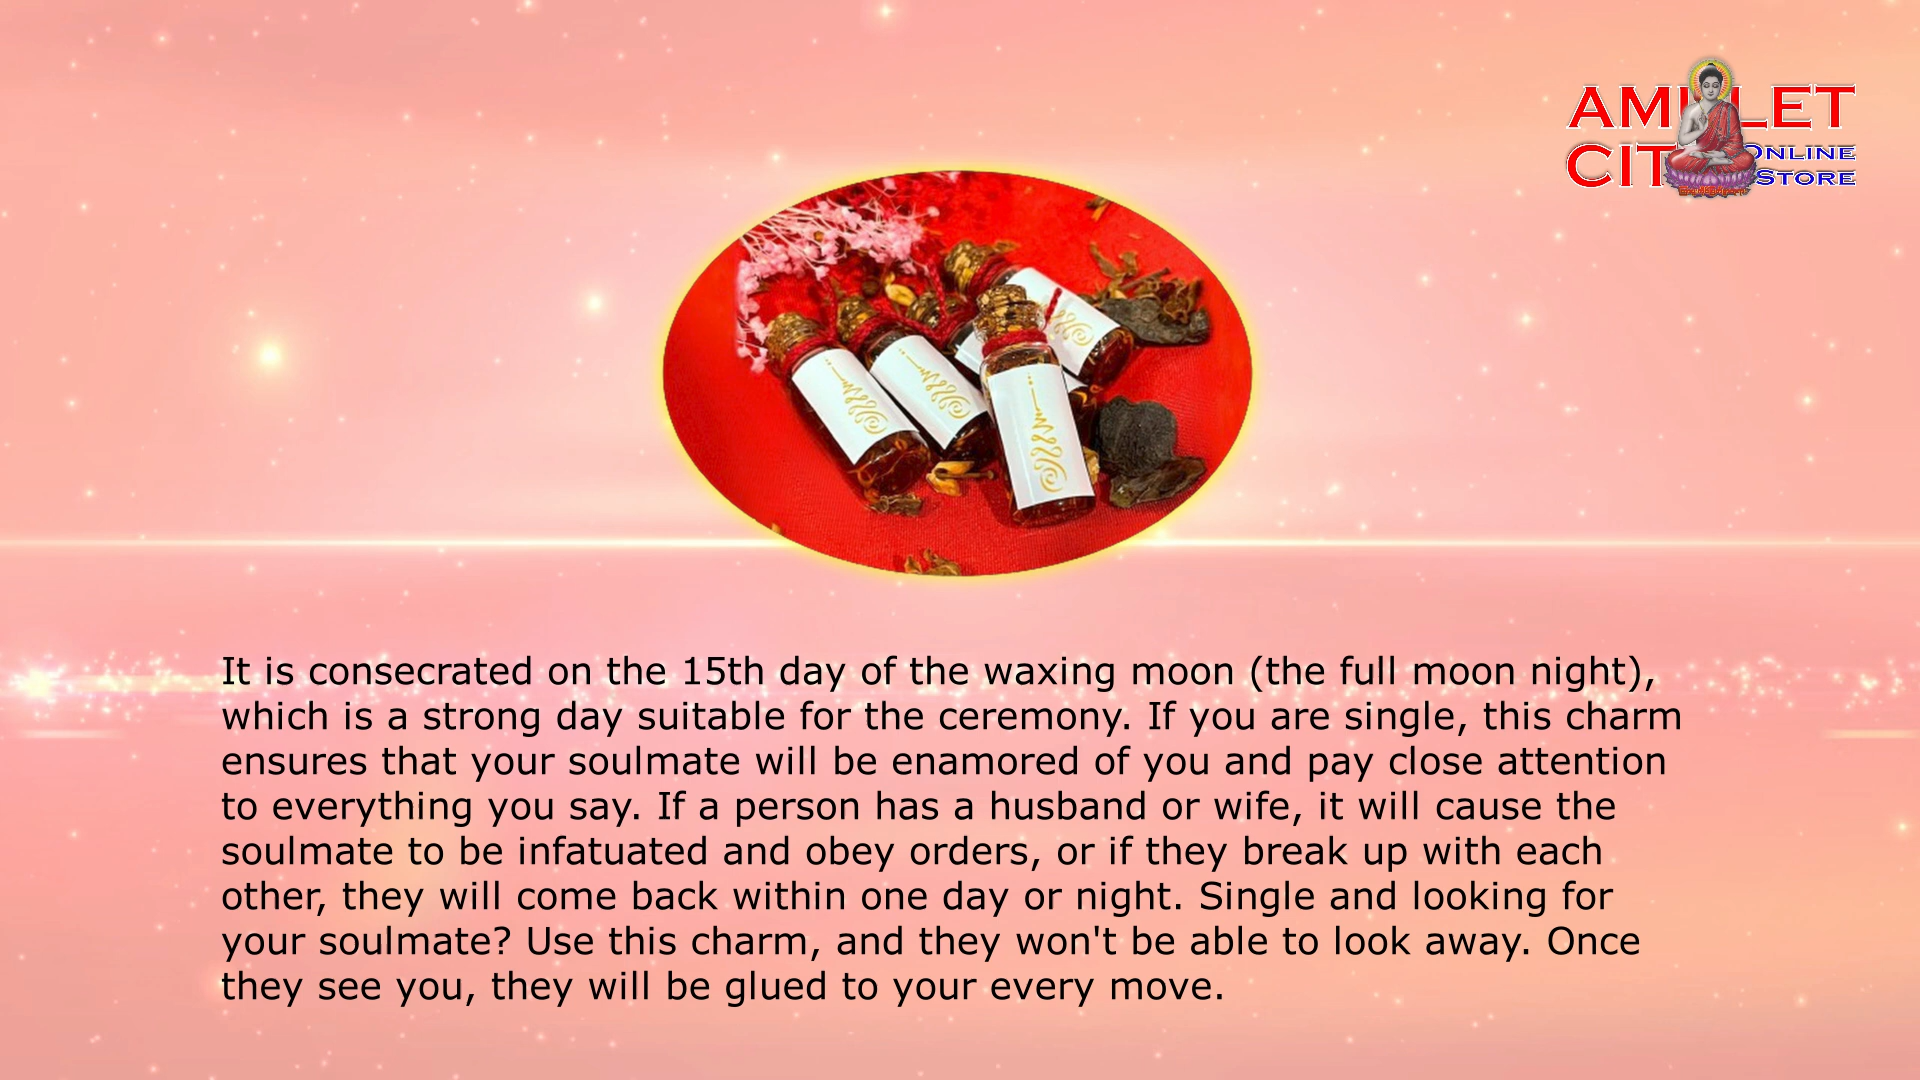 AMULET
CITY ONLINE
STORE
It is consecrated on the 15th day of the waxing moon (the full moon night),
which is a strong day suitable for the ceremony. If you are single, this charm
ensures that your soulmate will be enamored of you and pay close attention
to everything you say. If a person has a husband or wife, it will cause the
soulmate to be infatuated and obey orders, or if they break up with each
other, they will come back within one day or night. Single and looking for
your soulmate? Use this charm, and they won't be able to look away. Once
they see you, they will be glued to your every move.